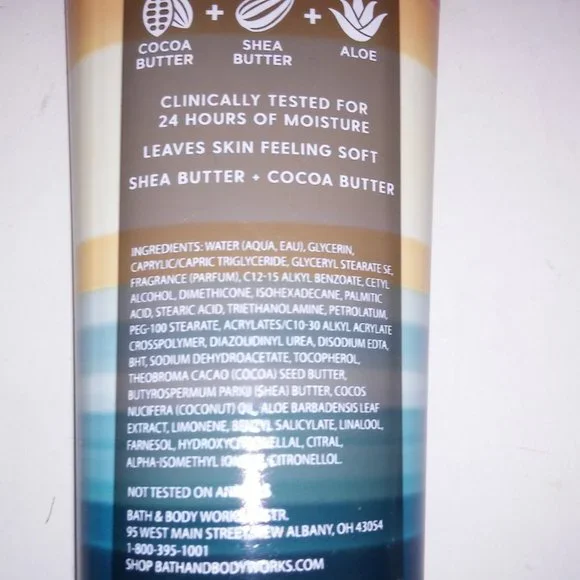 COCOA BUTTER + SHEA BUTTER + ALOE
CLINICALLY TESTED FOR
24 HOURS OF MOISTURE
LEAVES SKIN FEELING SOFT
SHEA BUTTER + COCOA BUTTER
INGREDIENTS: WATER (AQUA, EAU), GLYCERIN,
CAPRYLIC/CAPRIC TRIGLYCERIDE, GLYCERYL STEARATE SE,
FRAGRANCE (PARFUM), C12-15 ALKYL BENZOATE, CETYL
ALCOHOL, DIMETHICONE, ISOHEXADECANE, PALMITIC
ACID, STEARIC ACID, TRIETHANOLAMINE, PETROLATUM,
PEG-100 STEARATE, ACRYLATES/C10-30 ALKYL ACRYLATE
CROSSPOLYMER, DIAZOLIDINYL UREA, DISODIUM EDTA,
BHT, SODIUM DEHYDROACETATE, TOCOPHEROL,
THEOBROMA CACAO (COCOA) SEED BUTTER,
BUTYROSPERMUM PARKII (SHEA) BUTTER, COCOS
NUCIFERA (COCONUT) OIL, ALOE BARBADENSIS LEAF
EXTRACT, LIMONENE, BENZYL SALICYLATE, LINALOOL,
FARNESOL, CITRAL,
ALPHA-ISOMETHYL CITRONELLOL.
NOT TESTED ON
BATH & BODY WORKS
95 WEST MAIN STREET, NEW ALBANY, OH 43054
1-800-395-1001
SHOP BATHANDBODYWORKS.COM